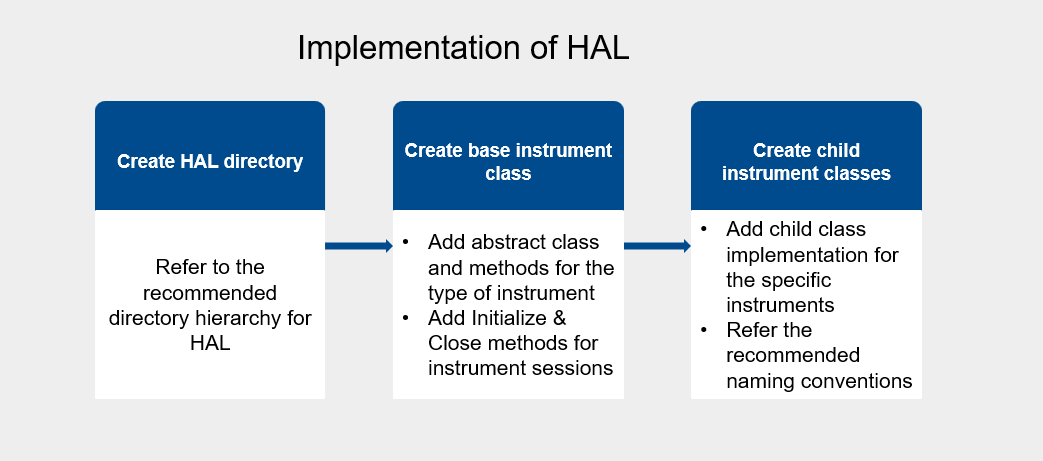 Implementation of HAL
Create HAL directory
Refer to the
recommended
directory hierarchy for
HAL
Create base instrument
class
• Add abstract class
and methods for the
type of instrument
• Add Initialize &
Close methods for
instrument sessions
Create child
instrument classes
• Add child class
implementation for
the specific
instruments
• Refer the
recommended
naming conventions